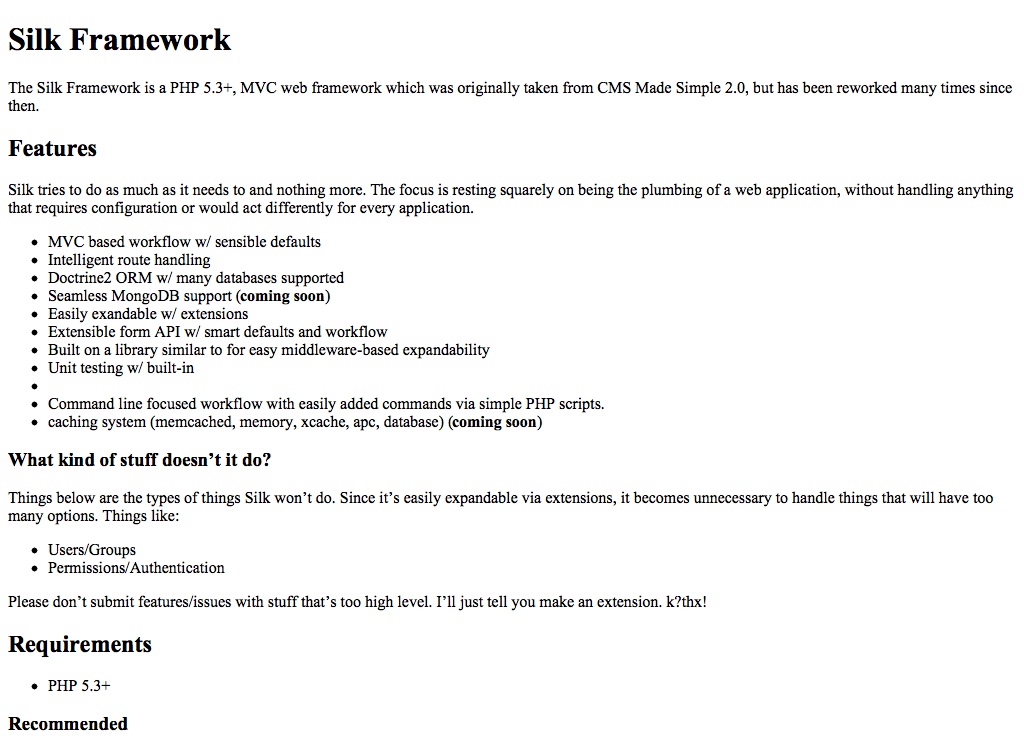 Silk Framework
The Silk Framework is a PHP 5.3+, MVC web framework which was originally taken from CMS Made Simple 2.0, but has been reworked many times since
then.
Features
Silk tries to do as much as it needs to and nothing more. The focus is resting squarely on being the plumbing of a web application, without handling anything
that requires configuration or would act differently for every application.
• MVC based workflow w/ sensible defaults
• Intelligent route handling
• Doctrine2 ORM w/ many databases supported
• Seamless MongoDB support (coming soon)
• Easily exandable w/ extensions
• Extensible form API w/ smart defaults and workflow
• Built on a library similar to for easy middleware-based expandability
• Unit testing w/ built-in
•
• Command line focused workflow with easily added commands via simple PHP scripts.
• caching system (memcached, memory, xcache, apc, database) (coming soon)
What kind of stuff doesn’t it do?
Things below are the types of things Silk won’t do. Since it’s easily expandable via extensions, it becomes unnecessary to handle things that will have too
many options. Things like:
• Users/Groups
• Permissions/Authentication
Please don’t submit features/issues with stuff that’s too high level. I’ll just tell you make an extension. k?thx!
Requirements
• PHP 5.3+
Recommended